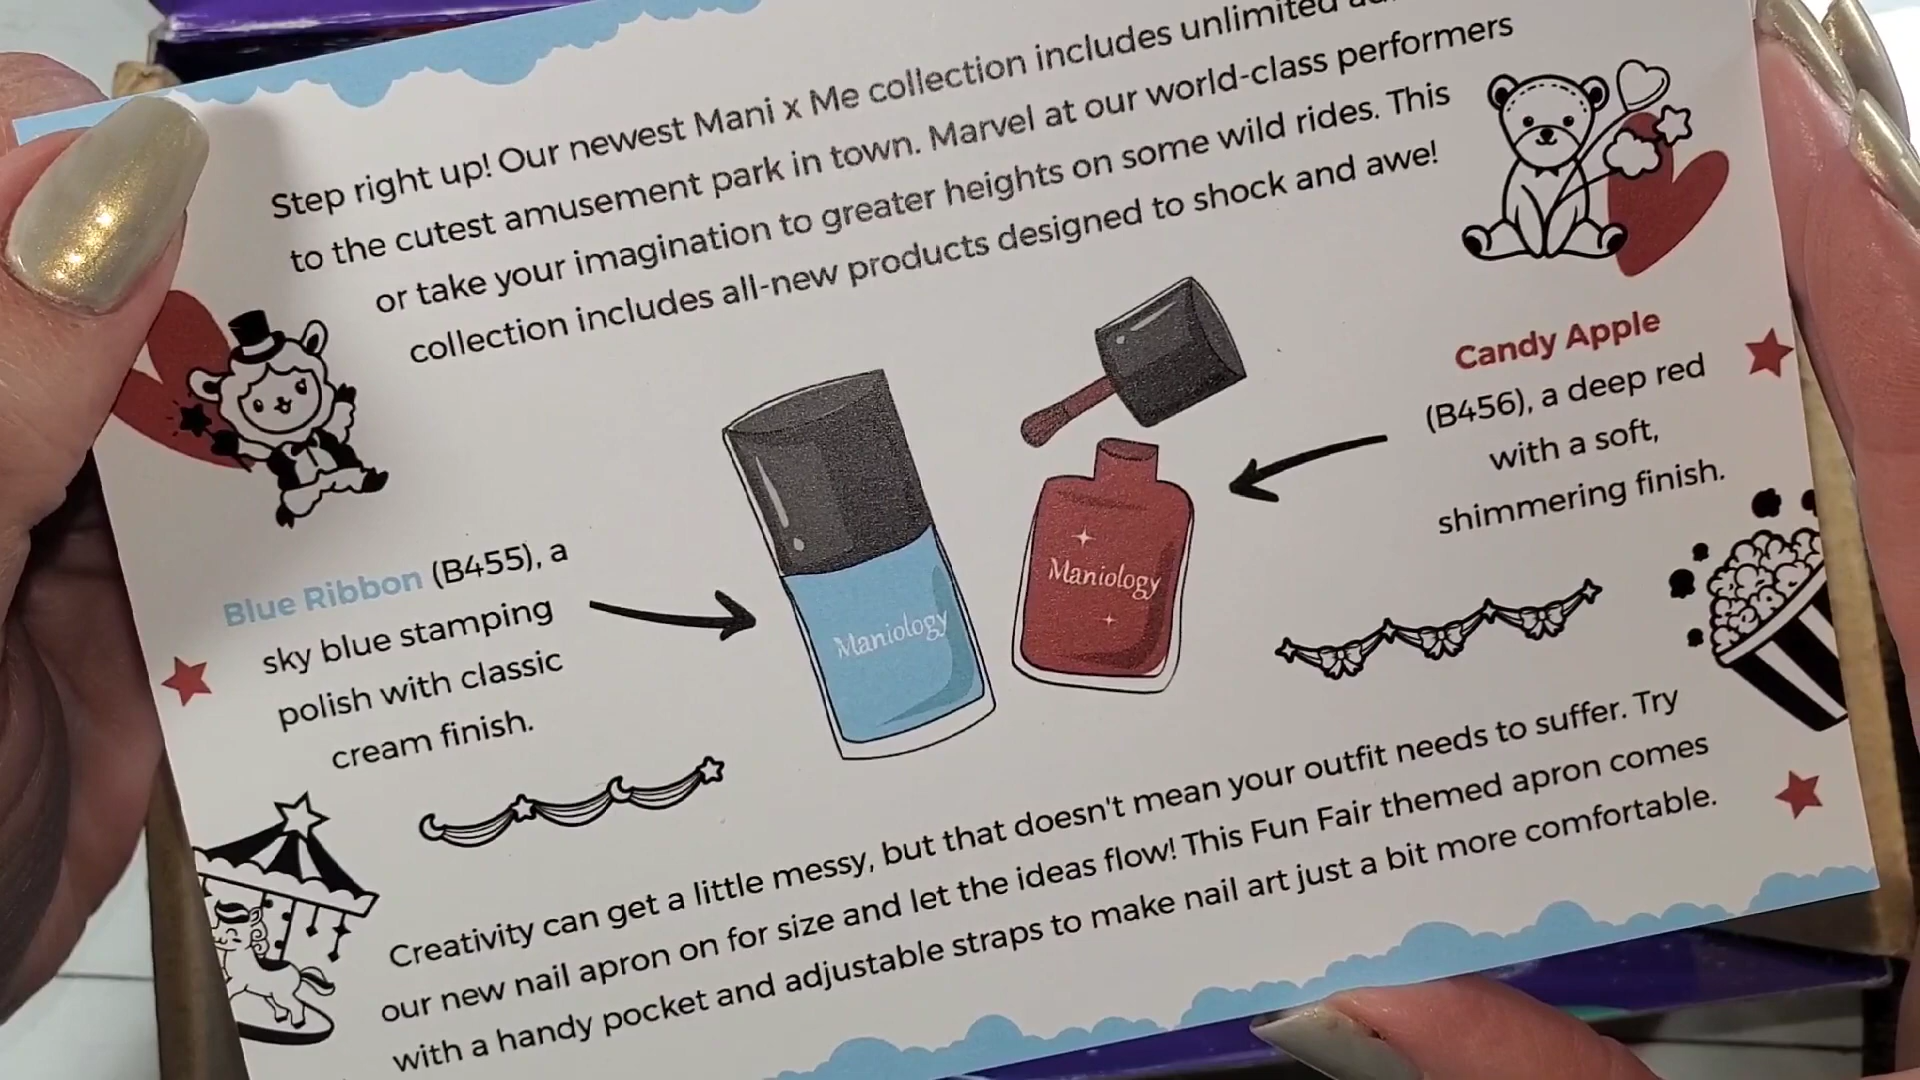 Step right up! Our newest Mani x Me collection includes unlimited
to the cutest amusement park in town. Marvel at our world-class performers
or take your imagination to greater heights on some wild rides. This
collection includes all-new products designed to shock and awe!
Candy Apple
(B456), a deep red
with a soft,
shimmering finish.
Blue Ribbon (B455), a
sky blue stamping
polish with classic
cream finish.
Maniology
Maniology
Creativity can get a little messy, but that doesn't mean your outfit needs to suffer. Try
our new nail apron on for size and let the ideas flow! This Fun Fair themed apron comes
with a handy pocket and adjustable straps to make nail art just a bit more comfortable.